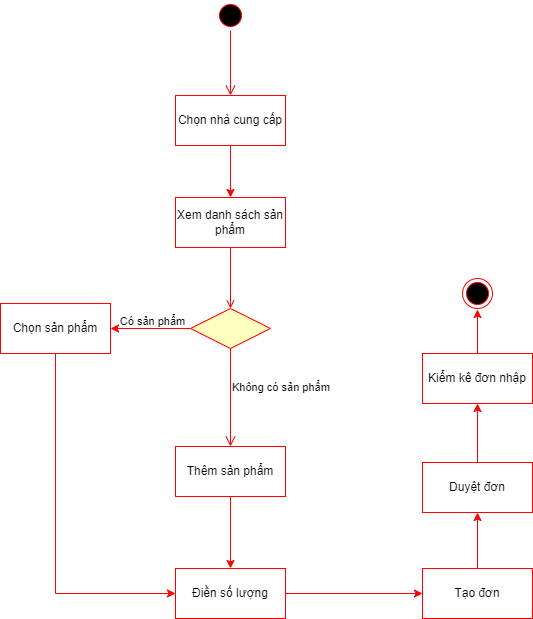 Chọn nhà cung cấp
Xem danh sách sản
phẩm
Có sản phẩm
Chọn sản phẩm
Không có sản phẩm
Thêm sản phẩm
Điền số lượng
Tạo đơn
Duyệt đơn
Kiểm kê đơn nhập